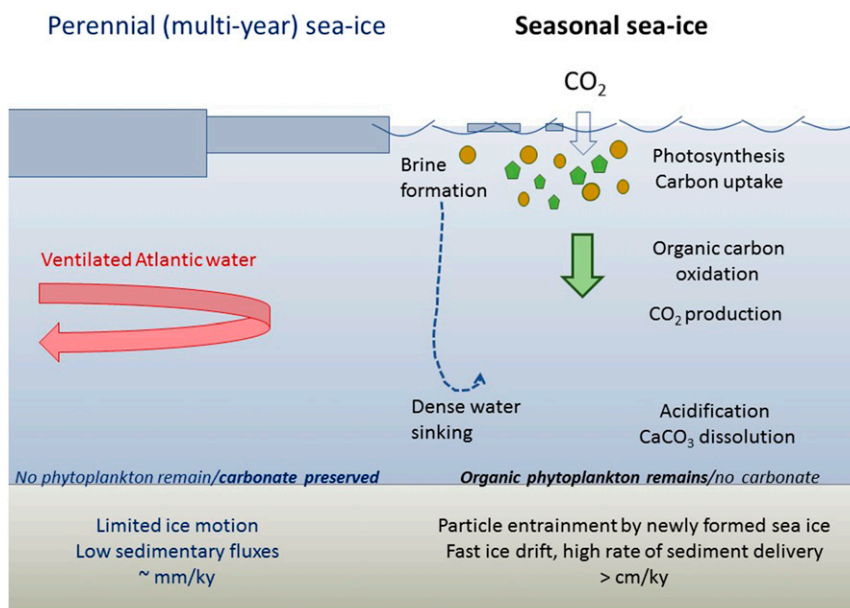 Perennial (multi-year) sea-ice
Seasonal sea-ice
CO2
Brine
formation
Photosynthesis
Carbon uptake
Ventilated Atlantic water
Organic carbon
oxidation
CO2 production
Dense water
sinking
Acidification
CaCO3 dissolution
No phytoplankton remain/carbonate preserved
Organic phytoplankton remains/no carbonate
Limited ice motion
Low sedimentary fluxes
~ mm/ky
Particle entrainment by newly formed sea ice
Fast ice drift, high rate of sediment delivery
> cm/ky